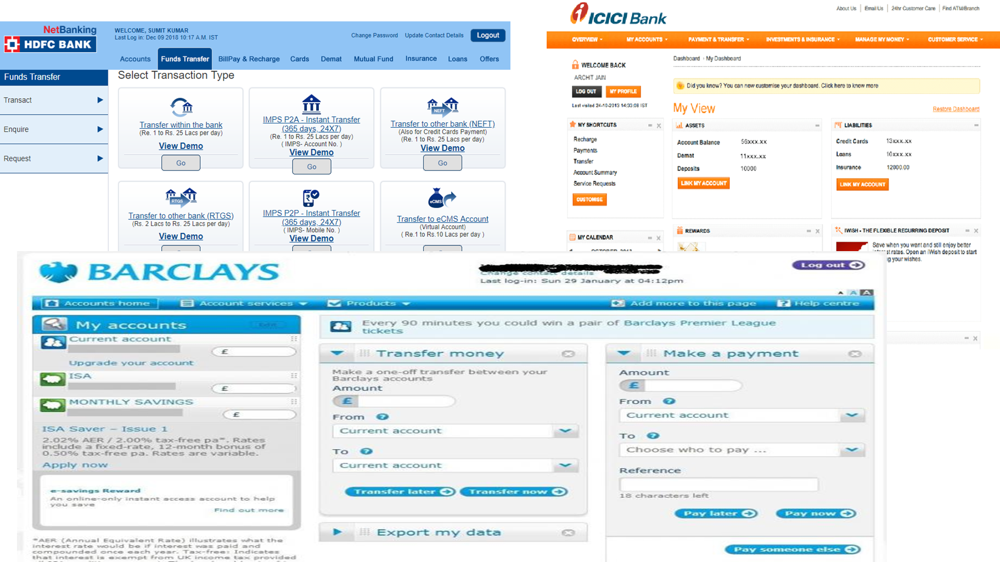 NetBanking
HDFC BANK
WELCOME, SUMIT KUMAR
Last Log in: Dec 09 2018 10:17 A.M. IST
Change Password Update Contact Details Logout
Accounts Funds Transfer BillPay & Recharge Cards Demat Mutual Fund Insurance Loans Offers
Funds Transfer
Transact
Enquire
Request
Select Transaction Type
Transfer within the bank
(Re. 1 to Rs. 25 Lacs per day)
View Demo
Go
IMPS P2A - Instant Transfer
(365 days, 24X7)
(Re. 1 to Rs. 25 Lacs per day)
( IMPS- Account No. )
View Demo
Go
NEFT
Transfer to other bank (NEFT)
(Also for Credit Cards Payment)
(Re. 1 to Rs. 25 Lacs per day)
View Demo
Go
RTGS
Transfer to other bank (RTGS)
(Rs. 2 Lacs to Rs. 25 Lacs per day)
View Demo
IMPS P2P - Instant Transfer
(365 days, 24X7)
( IMPS- Mobile No. )
View Demo
eCMS
Transfer to eCMS Account
(Virtual Account)
( Re.1 to Rs.10 Lacs per day )
ICICI Bank
About Us Email Us 24hr Customer Care Find ATM/Branch
OVERVIEW MY ACCOUNTS PAYMENT & TRANSFER INVESTMENTS & INSURANCE MANAGE MY MONEY CUSTOMER SERVICE
WELCOME BACK
ARCHIT JAIN
LOG OUT MY PROFILE
Last visited 24-10-2013 14:33:08 IST
Dashboard My Dashboard
Did you know? You can now customise your dashboard. Click here to know more
My View
Restore Dashboard
MY SHORTCUTS
Recharge
Payments
Transfer
Account Summary
Service Requests
CUSTOMISE
ASSETS
Account Balance 56xxx.xx
Demat 11xxx.xx
Deposits 10000
LINK MY ACCOUNT
LIABILITIES
Credit Cards 13xxx.xx
Loans 10xxx.xx
Insurance 12000.00
LINK MY ACCOUNT
MY CALENDAR
OCTOBER, 2013
REWARDS
IWISH - THE FLEXIBLE RECURRING DEPOSIT
Save when you want and still enjoy better
rates. Open an iWish deposit to start
your wishes.
BARCLAYS
Change contact details
Last log-in: Sun 29 January at 04:12pm
Log out
A A A
Accounts home Account services Products Add more to this page Help centre
My accounts Edit
Current account
£
Upgrade your account
ISA
£
MONTHLY SAVINGS
£
ISA Saver – Issue 1
2.02% AER / 2.00% tax-free pa*. Rates
include a fixed-rate, 12-month bonus of
0.50% tax-free pa. Rates are variable.
Apply now
e-savings Reward
An online-only instant access account to help
you save
Find out more
*AER (Annual Equivalent Rate) illustrates what the
interest rate would be if interest was paid and
compounded once each year. Tax-free: Indicates
that interest is exempt from UK income tax provided
Every 90 minutes you could win a pair of Barclays Premier League
tickets
Transfer money
Make a one-off transfer between your
Barclays accounts
Amount
£
From ?
Current account
To ?
Current account
Transfer later Transfer now
Export my data
Make a payment
Amount
£
From ?
Current account
To ?
Choose who to pay ...
Reference
18 characters left
Pay later Pay now
Pay someone else